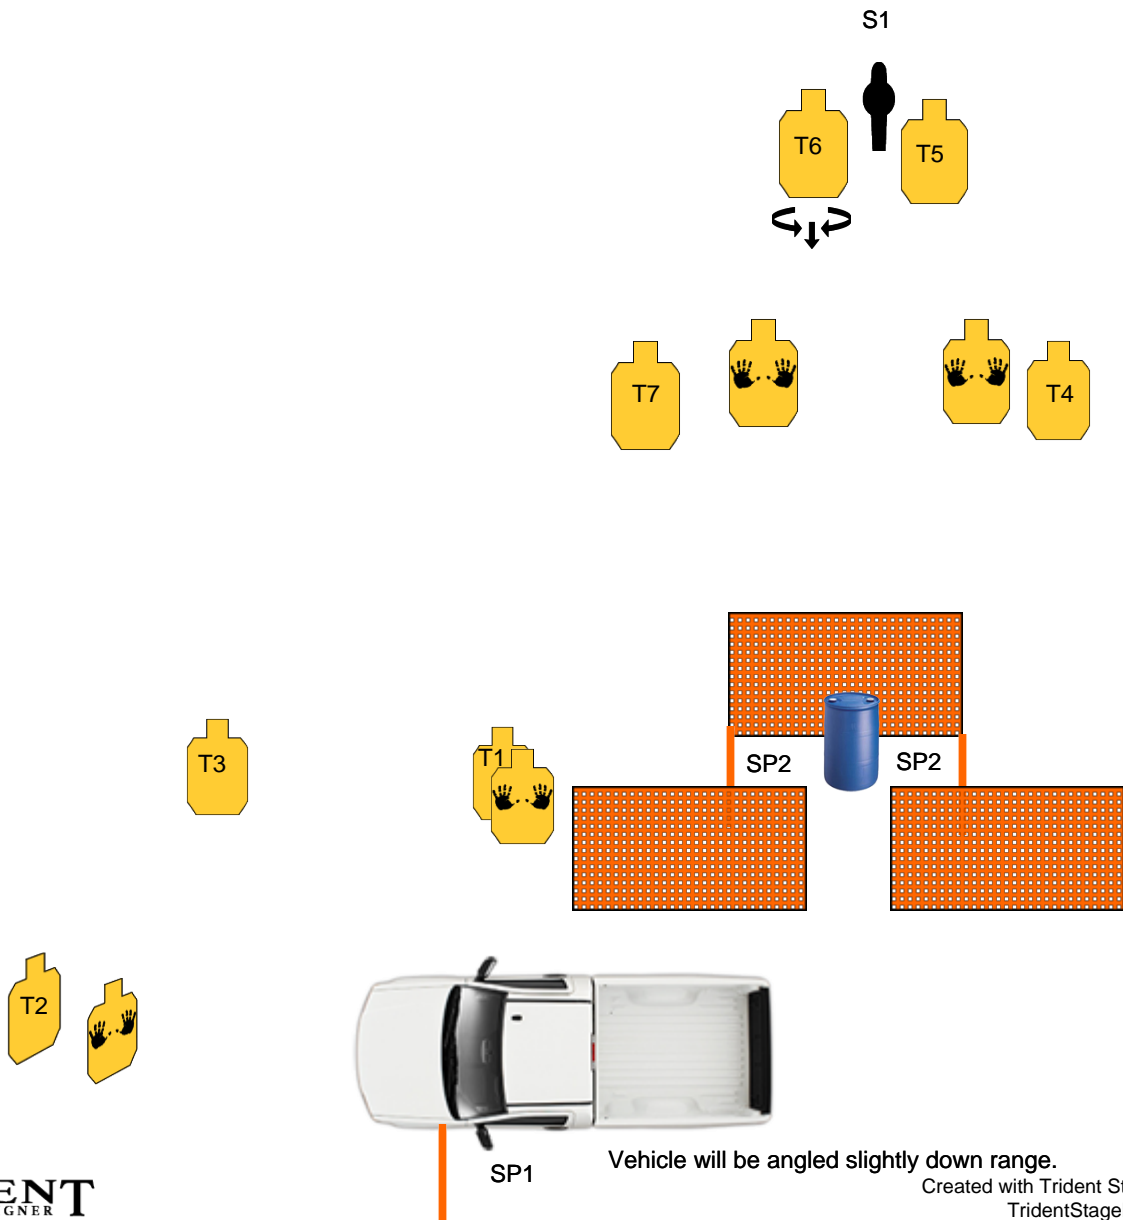 S1
T6
T5
T7
T4
T3
T1
SP2
SP2
T2
SP1
Vehicle will be angled slightly down range.
Created with Trident
TridentStage